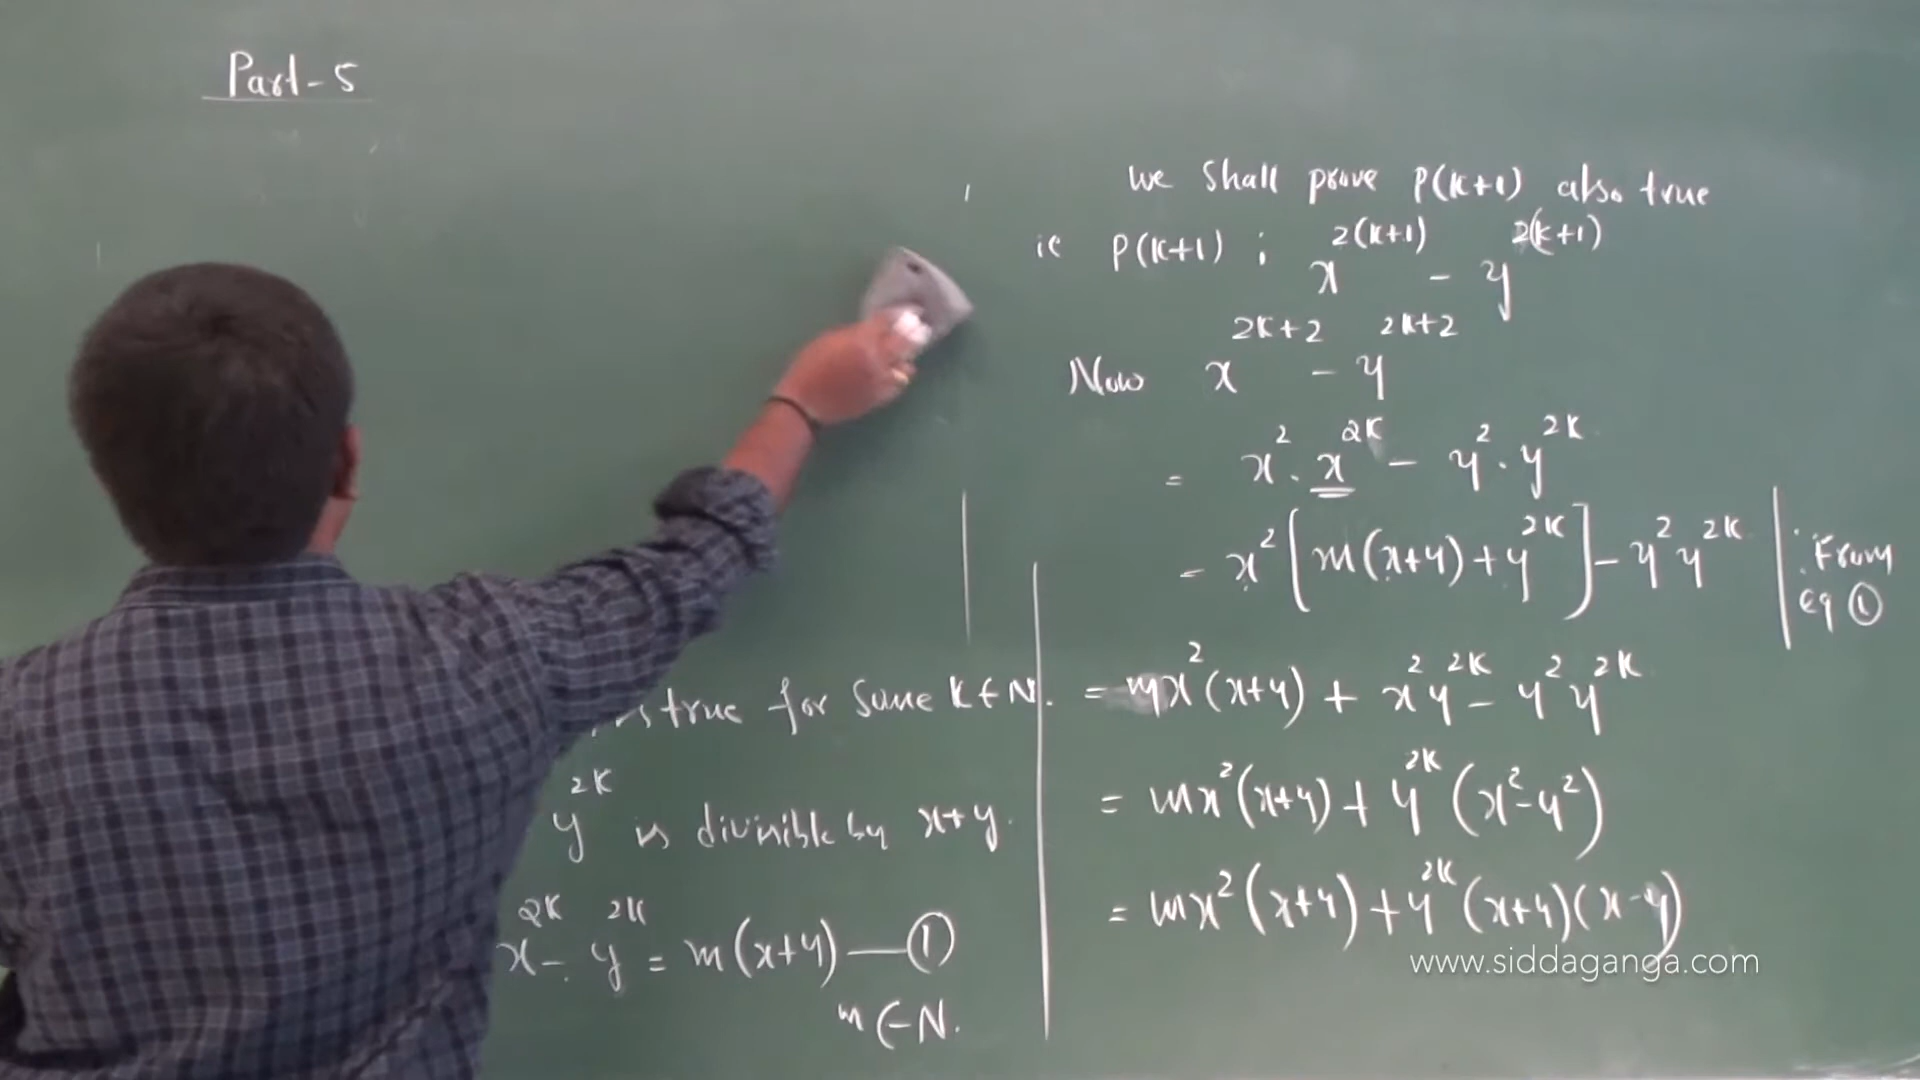 Part-5
true for some K ∈ N.
y^2K is divisible by x+y.
x^2K - y^2K = m(x+y) — ①
m ∈ N.
we shall prove P(K+1) also true
ie P(K+1) : x^2(K+1) - y^2(K+1)
Now x^2K+2 - y^2K+2
= x^2 . x^2K - y^2 . y^2K
= x^2 [m(x+y) + y^2K] - y^2 y^2K | ∵ From
Eq ①
= mx^2(x+y) + x^2 y^2K - y^2 y^2K
= mx^2(x+y) + y^2K (x^2-y^2)
= mx^2(x+y) + y^2K (x+y)(x-y)
www.siddaganga.com